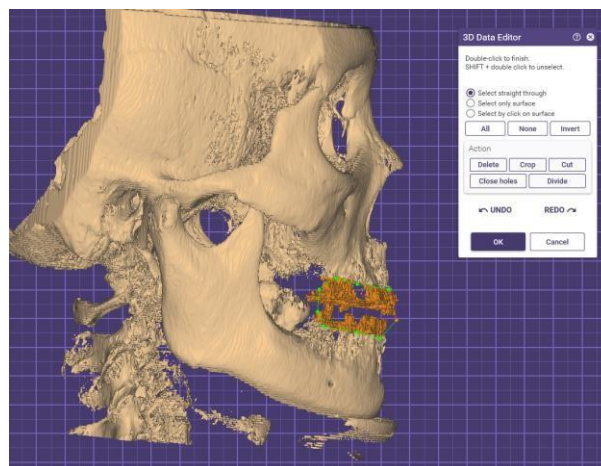 3D Data Editor
Double-click to finish.
SHIFT + double click to unselect.
Select straight through
Select only surface
Select by click on surface
All None Invert
Action
Delete Crop Cut
Close holes Divide
UNDO REDO
OK Cancel